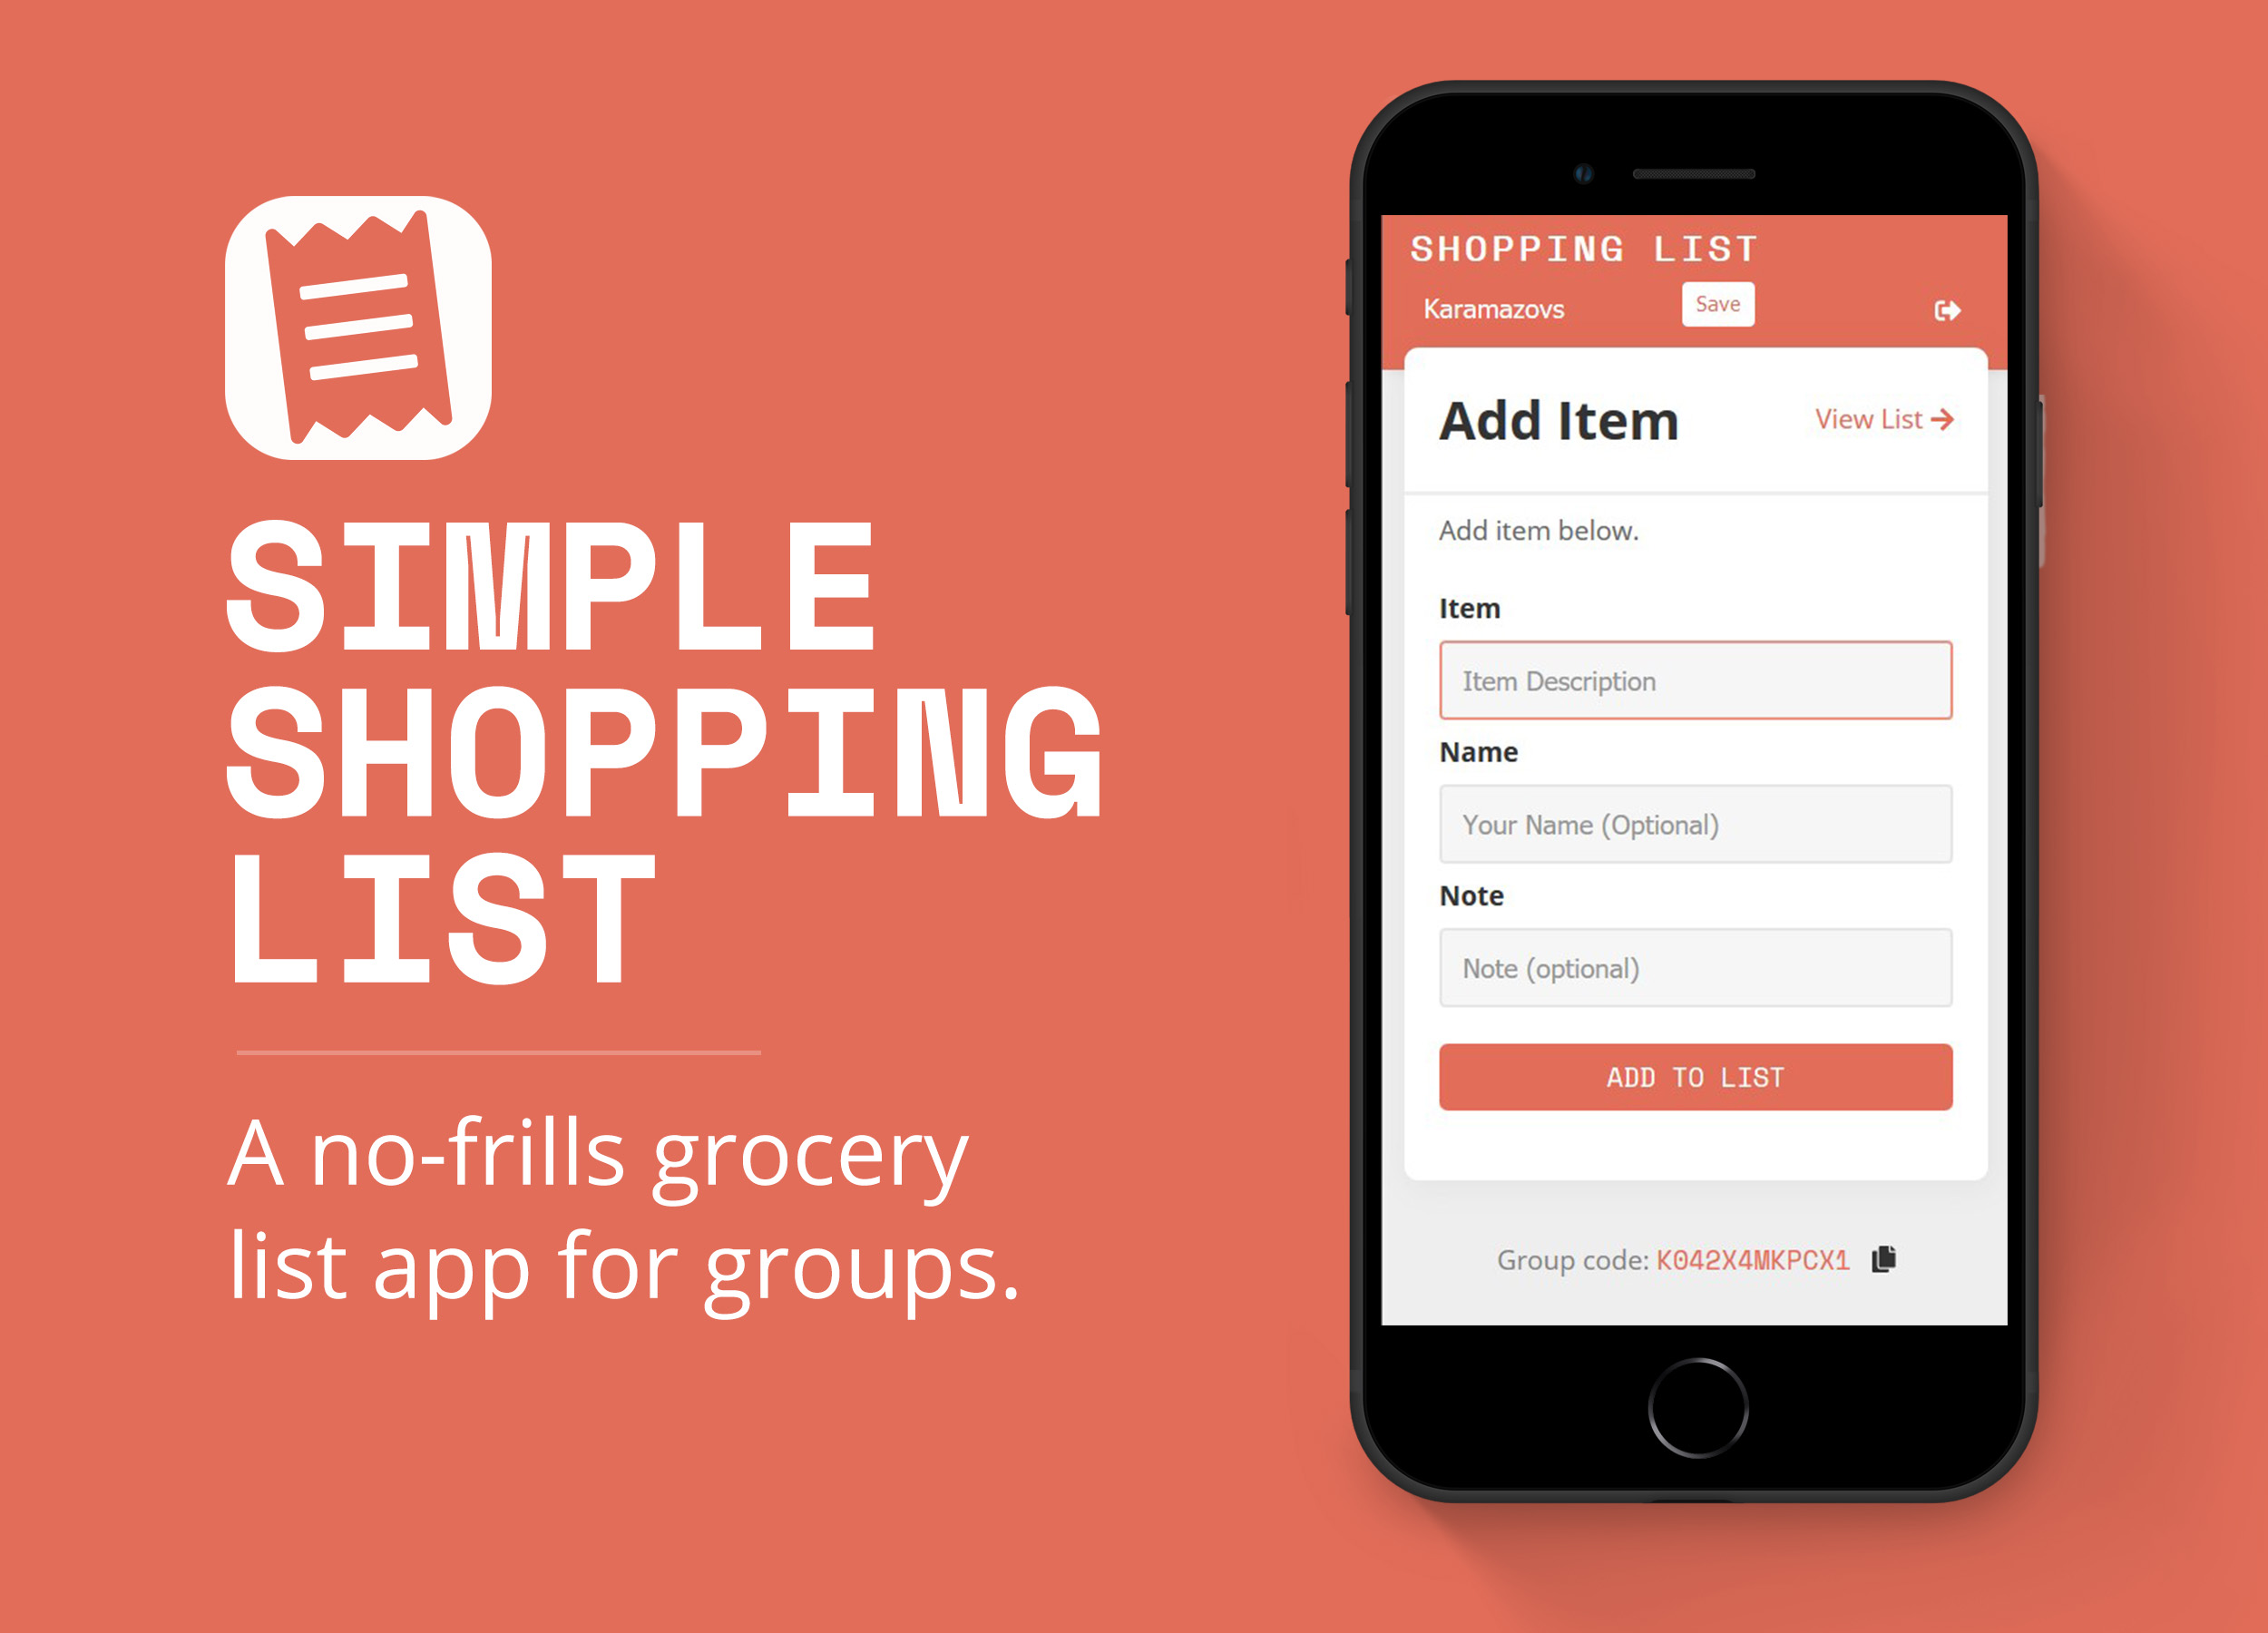 SIMPLE
SHOPPING
LIST
A no-frills grocery
list app for groups.
SHOPPING LIST
Karamazovs
Save
Add Item
View List
Add item below.
Item
Item Description
Name
Your Name (Optional)
Note
Note (optional)
ADD TO LIST
Group code: K042X4MKPCX1